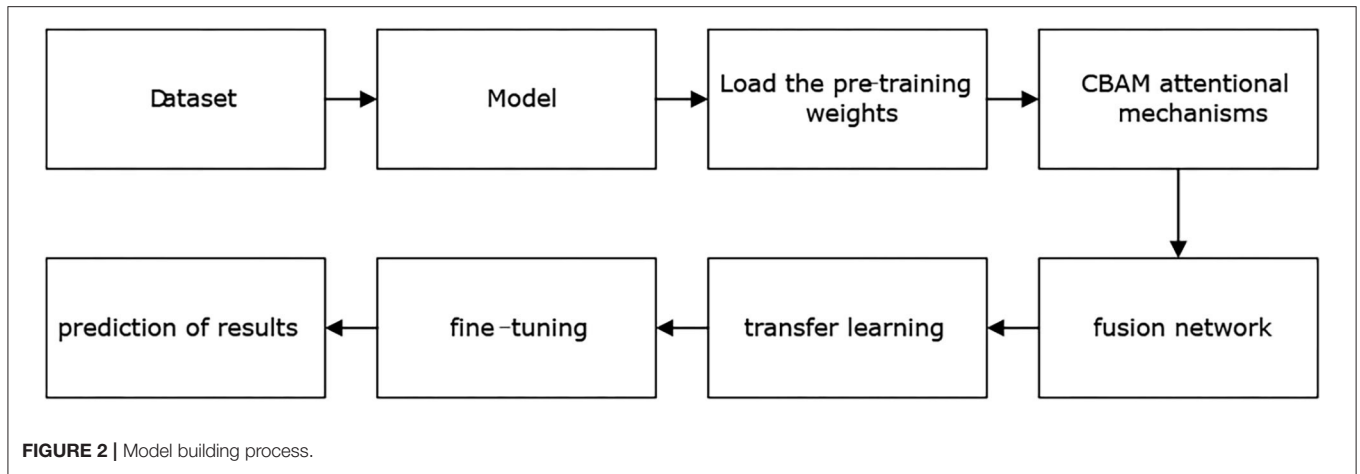 Dataset
Model
Load the pre-training
weights
CBAM attentional
mechanisms
prediction of results
fine-tuning
transfer learning
fusion network
FIGURE 2 | Model building process.